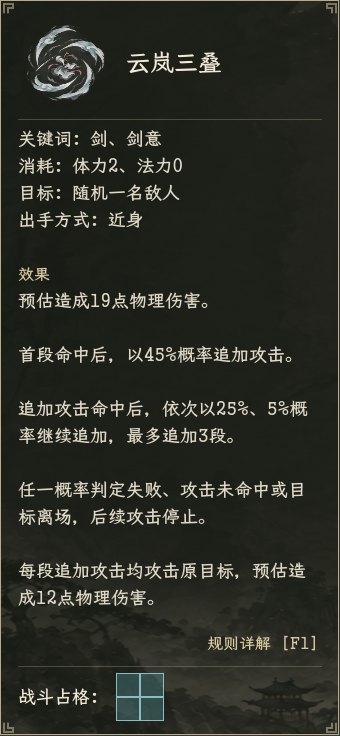 云岚三叠
关键词: 剑、剑意
消耗: 体力2、法力0
目标: 随机一名敌人
出手方式: 近身
效果
预估造成19点物理伤害。
首段命中后, 以45%概率追加攻击。
追加攻击命中后, 依次以25%、5%概
率继续追加, 最多追加3段。
任一概率判定失败、攻击未命中或目
标离场, 后续攻击停止。
每段追加攻击均攻击原目标, 预估造
成12点物理伤害。
规则详解 [F1]
战斗占格: